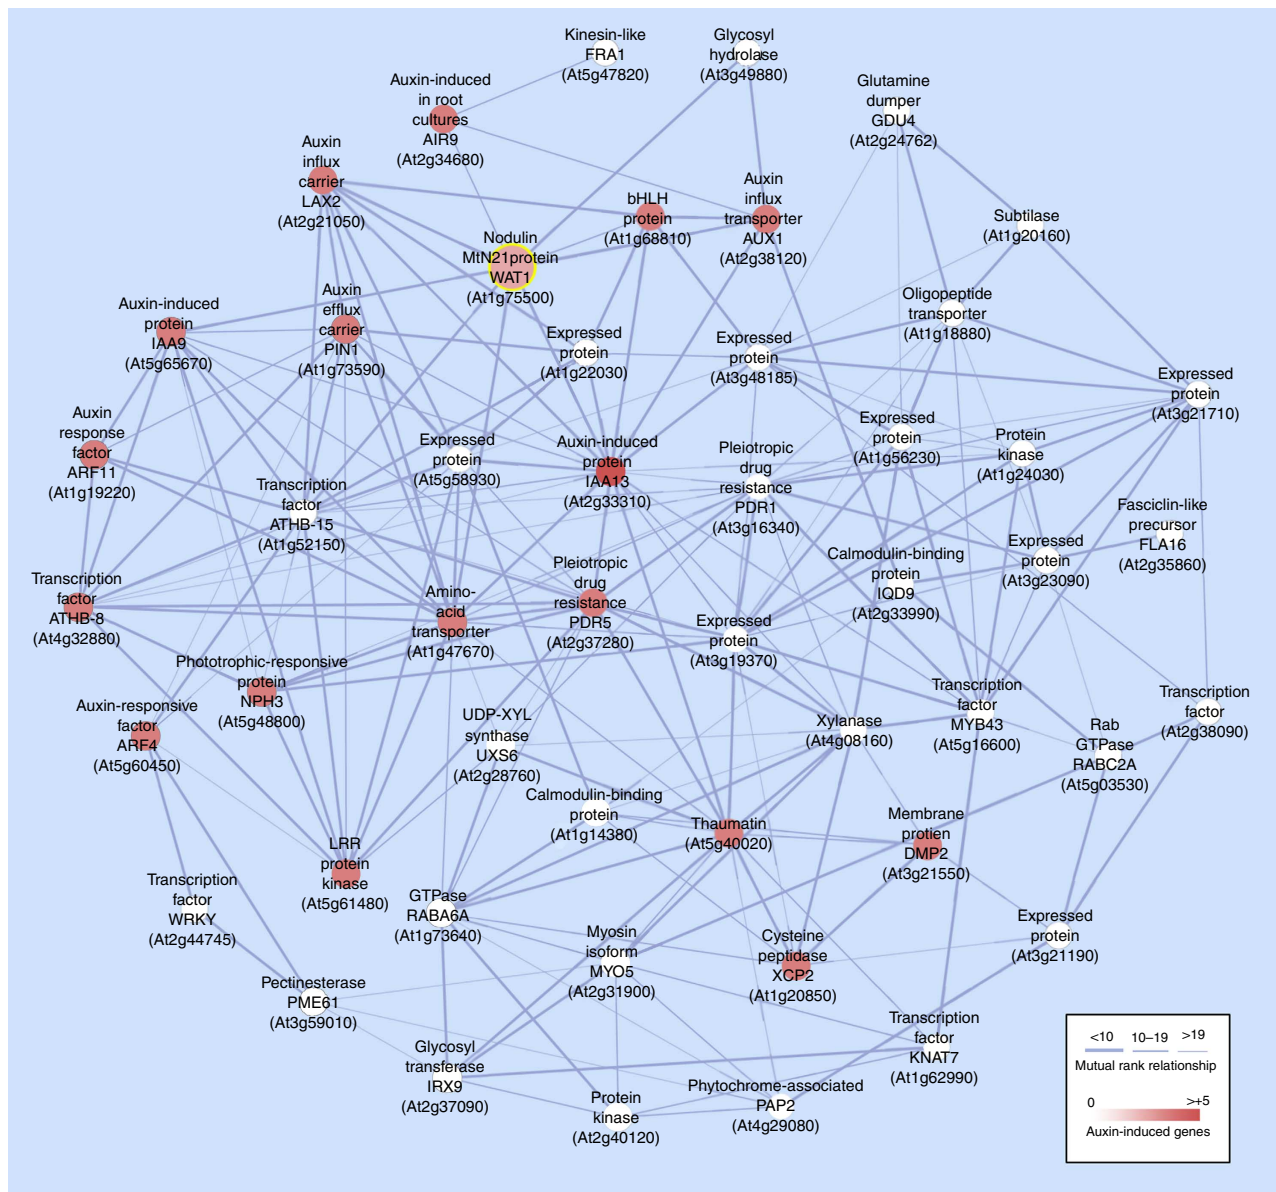 Kinesin-like
FRA1
(At5g47820)
Glycosyl
hydrolase
(At3g49880)
Auxin-induced
in root
cultures
AIR9
(At2g34680)
Glutamine
dumper
GDU4
(At2g24762)
Auxin
influx
carrier
LAX2
(At2g21050)
bHLH
protein
(At1g68810)
Auxin
influx
transporter
AUX1
(At2g38120)
Subtilase
(At1g20160)
Nodulin
MtN21protein
WAT1
(At1g75500)
Auxin-induced
protein
IAA9
(At5g65670)
Auxin
efflux
carrier
PIN1
(At1g73590)
Expressed
protein
(At1g22030)
Expressed
protein
(At3g48185)
Oligopeptide
transporter
(At1g18880)
Expressed
protein
(At3g21710)
Auxin
response
factor
ARF11
(At1g19220)
Expressed
protein
(At5g58930)
Auxin-induced
protein
IAA13
(At2g33310)
Pleiotropic
drug
resistance
PDR1
(At3g16340)
Expressed
protein
(At1g56230)
Protein
kinase
(At1g24030)
Transcription
factor
ATHB-15
(At1g52150)
Fasciclin-like
precursor
FLA16
(At2g35860)
Expressed
protein
(At3g23090)
Calmodulin-binding
protein
IQD9
(At2g33990)
Transcription
factor
ATHB-8
(At4g32880)
Amino-
acid
transporter
(At1g47670)
Pleiotropic
drug
resistance
PDR5
(At2g37280)
Expressed
protein
(At3g19370)
Phototrophic-responsive
protein
NPH3
(At5g48800)
Auxin-responsive
factor
ARF4
(At5g60450)
UDP-XYL
synthase
UXS6
(At2g28760)
Xylanase
(At4g08160)
Transcription
factor
MYB43
(At5g16600)
Rab
GTPase
RABC2A
(At5g03530)
Transcription
factor
(At2g38090)
Calmodulin-binding
protein
(At1g14380)
Thaumatin
(At5g40020)
Membrane
protien
DMP2
(At3g21550)
LRR
protein
kinase
(At5g61480)
Transcription
factor
WRKY
(At2g44745)
GTPase
RABA6A
(At1g73640)
Myosin
isoform
MYO5
(At2g31900)
Cysteine
peptidase
XCP2
(At1g20850)
Expressed
protein
(At3g21190)
Pectinesterase
PME61
(At3g59010)
Glycosyl
transferase
IRX9
(At2g37090)
Protein
kinase
(At2g40120)
Phytochrome-associated
PAP2
(At4g29080)
Transcription
factor
KNAT7
(At1g62990)
<10 10–19 >19
Mutual rank relationship
0 >+5
Auxin-induced genes